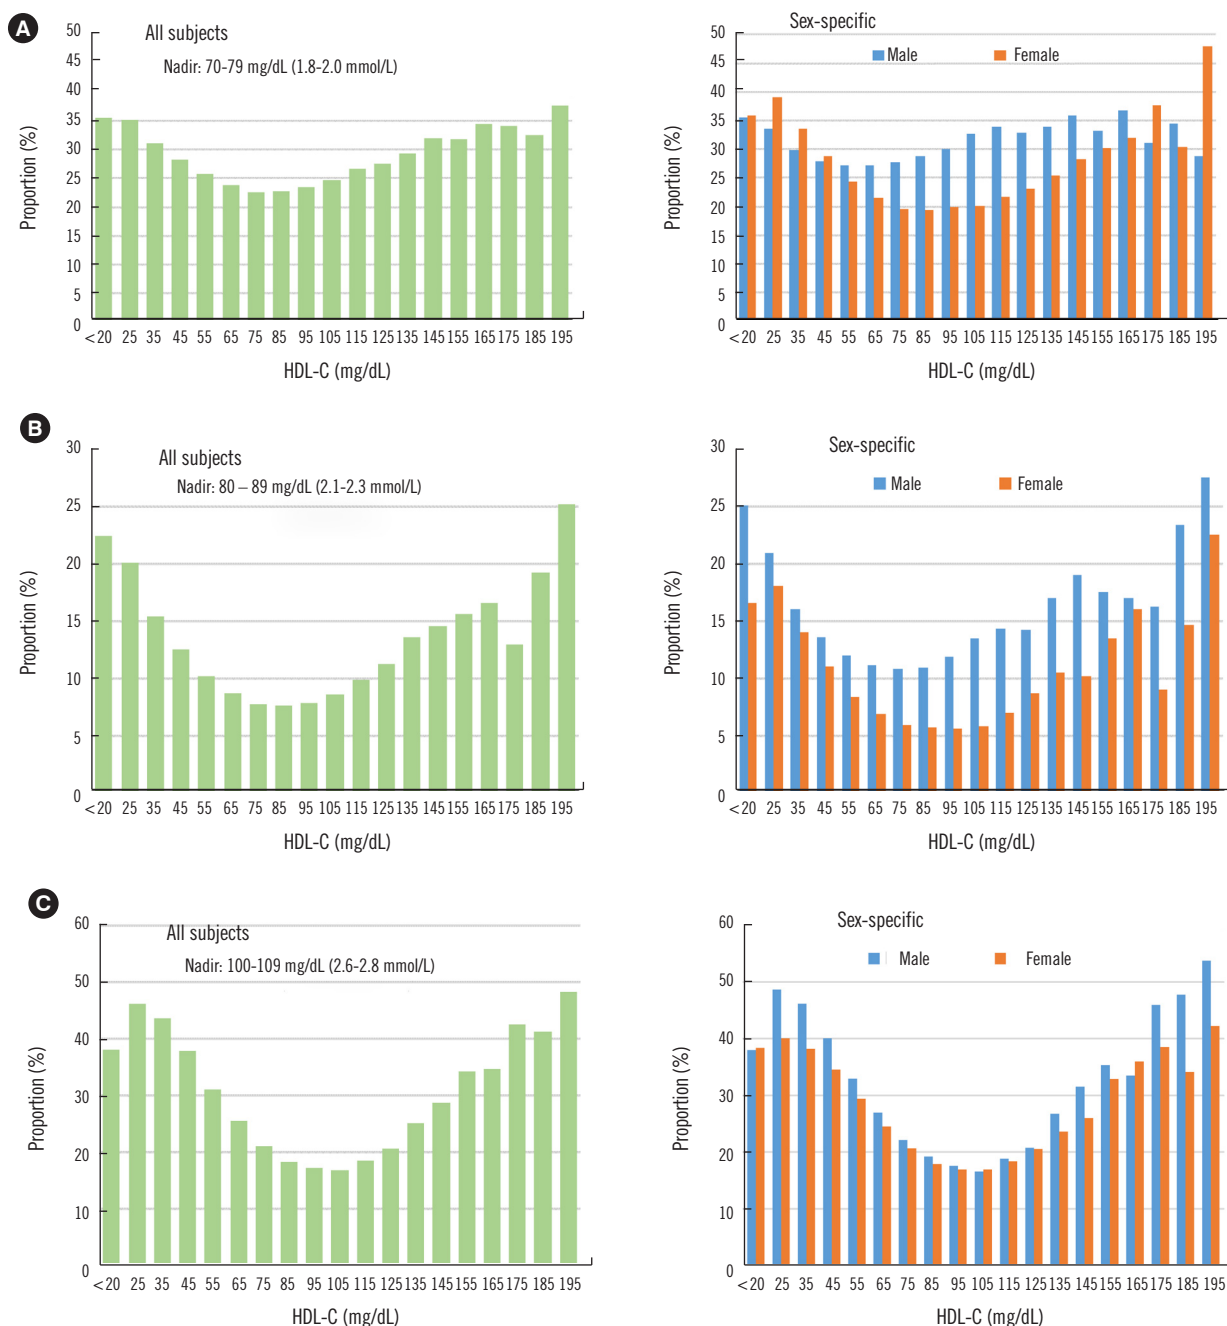 A
All subjects
Nadir: 70-79 mg/dL (1.8-2.0 mmol/L)
Proportion (%)
50
45
40
35
30
25
20
15
10
5
0
<20 25 35 45 55 65 75 85 95 105 115 125 135 145 155 165 175 185 195
HDL-C (mg/dL)
Sex-specific
Male Female
Proportion (%)
50
45
40
35
30
25
20
15
10
5
0
<20 25 35 45 55 65 75 85 95 105 115 125 135 145 155 165 175 185 195
HDL-C (mg/dL)
B
All subjects
Nadir: 80 – 89 mg/dL (2.1-2.3 mmol/L)
Proportion (%)
30
25
20
15
10
5
0
<20 25 35 45 55 65 75 85 95 105 115 125 135 145 155 165 175 185 195
HDL-C (mg/dL)
Sex-specific
Male Female
Proportion (%)
30
25
20
15
10
5
0
<20 25 35 45 55 65 75 85 95 105 115 125 135 145 155 165 175 185 195
HDL-C (mg/dL)
C
All subjects
Nadir: 100-109 mg/dL (2.6-2.8 mmol/L)
Proportion (%)
60
50
40
30
20
10
0
<20 25 35 45 55 65 75 85 95 105 115 125 135 145 155 165 175 185 195
HDL-C (mg/dL)
Sex-specific
Male Female
Proportion (%)
60
50
40
30
20
10
0
<20 25 35 45 55 65 75 85 95 105 115 125 135 145 155 165 175 185 195
HDL-C (mg/dL)